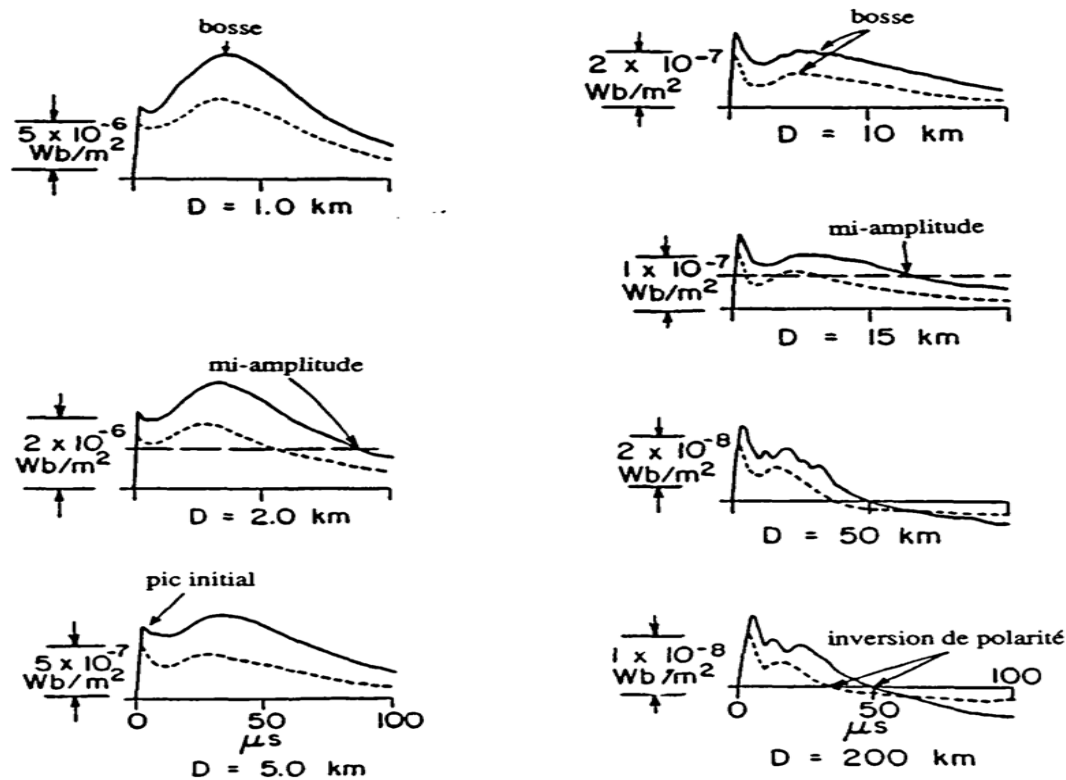 bosse
5 x 10⁻⁶
Wb/m²
D = 1.0 km
mi-amplitude
2 x 10⁻⁶
Wb/m²
D = 2.0 km
pic initial
5 x 10⁻⁷
Wb/m²
0 50 100
μs
D = 5.0 km
bosse
2 x 10⁻⁷
Wb/m²
D = 10 km
mi-amplitude
1 x 10⁻⁷
Wb/m²
D = 15 km
2 x 10⁻⁸
Wb/m²
D = 50 km
inversion de polarité
1 x 10⁻⁸
Wb/m²
100
0 50
μs
D = 200 km